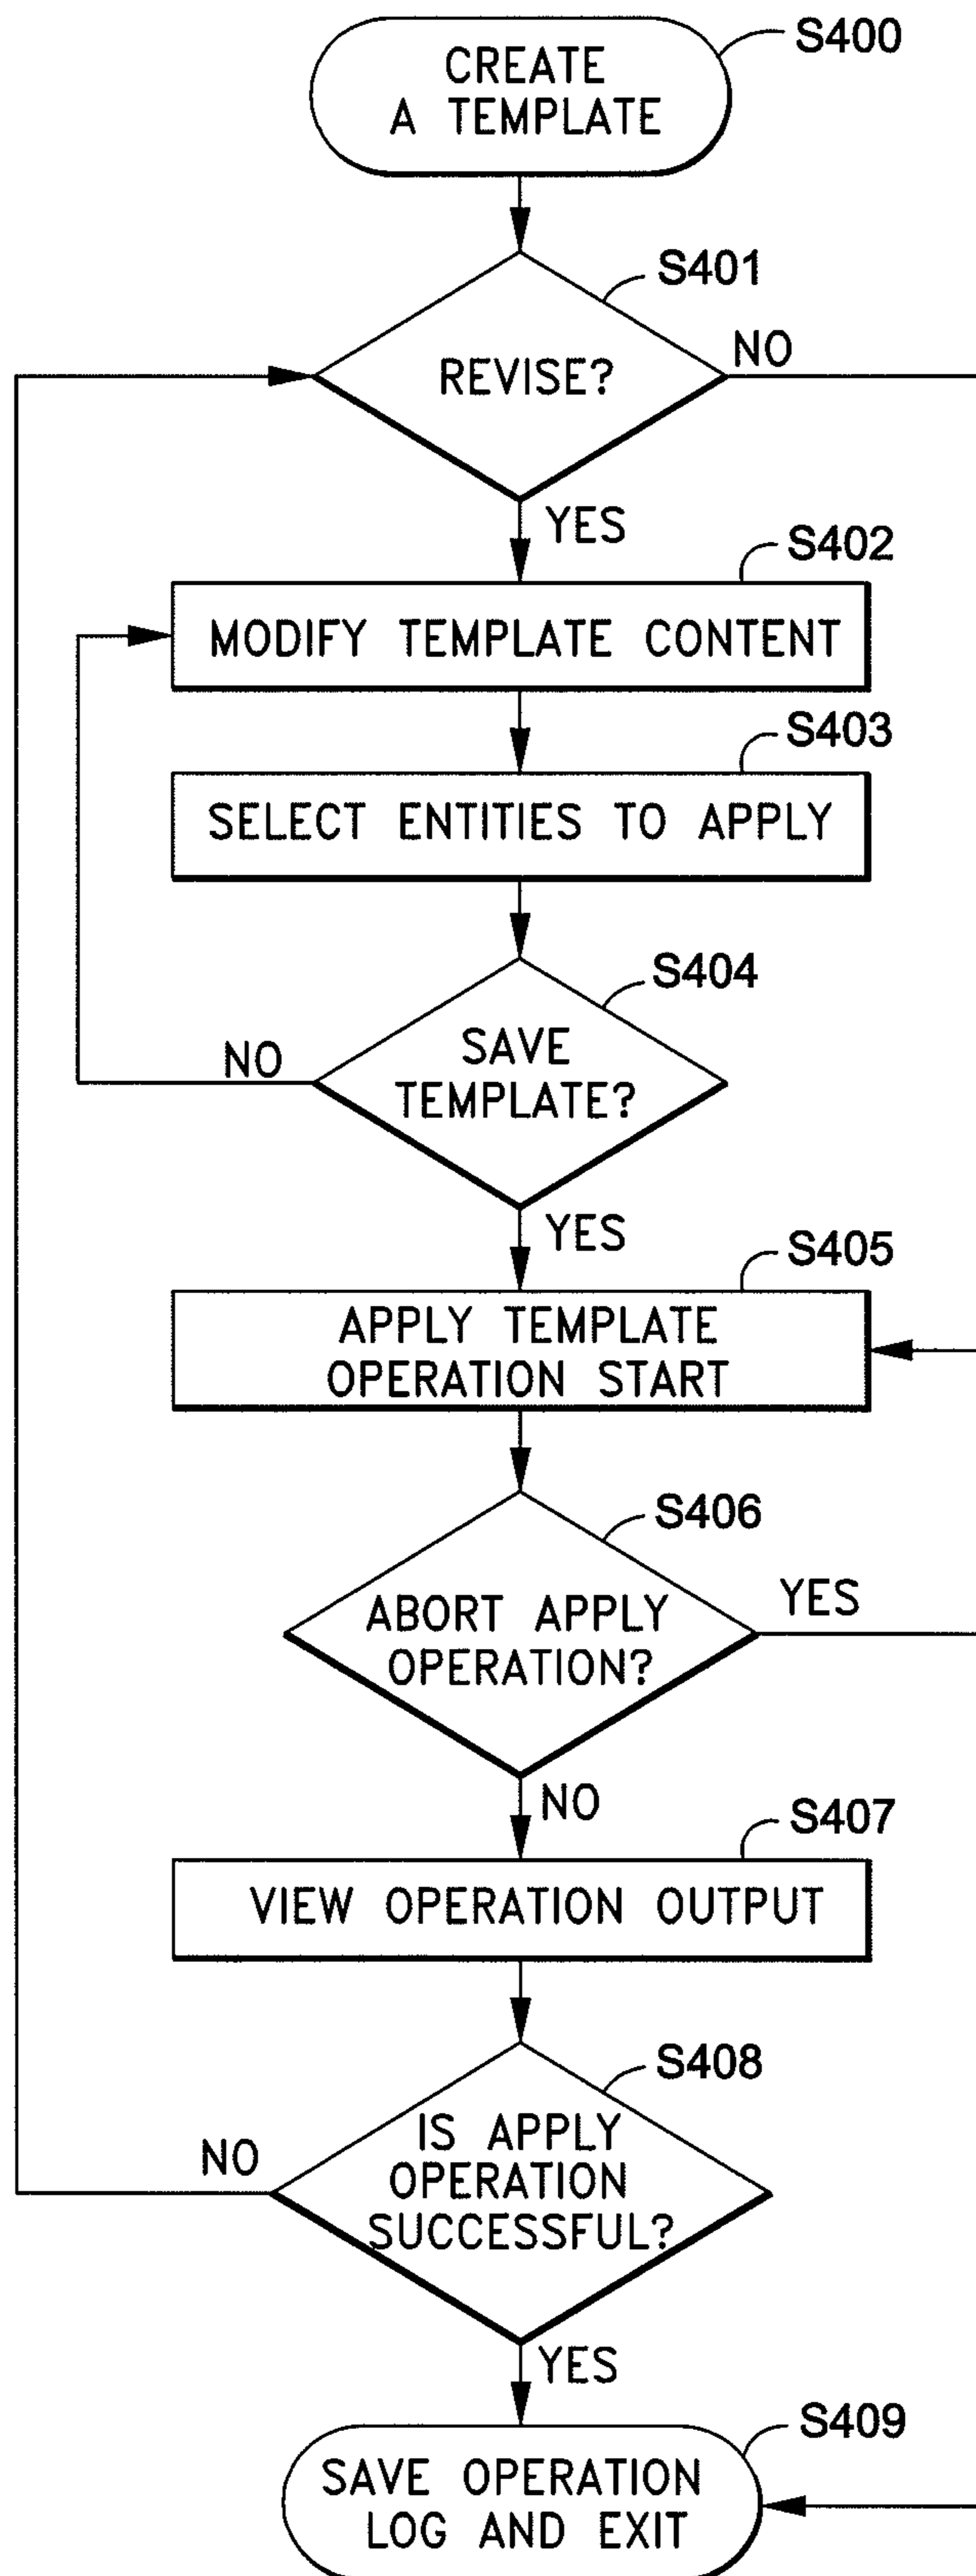 CREATE
A TEMPLATE
S400
S401
REVISE?
NO
YES
S402
MODIFY TEMPLATE CONTENT
S403
SELECT ENTITIES TO APPLY
S404
SAVE
TEMPLATE?
NO
YES
S405
APPLY TEMPLATE
OPERATION START
S406
ABORT APPLY
OPERATION?
YES
NO
S407
VIEW OPERATION OUTPUT
S408
IS APPLY
OPERATION
SUCCESSFUL?
NO
YES
S409
SAVE OPERATION
LOG AND EXIT